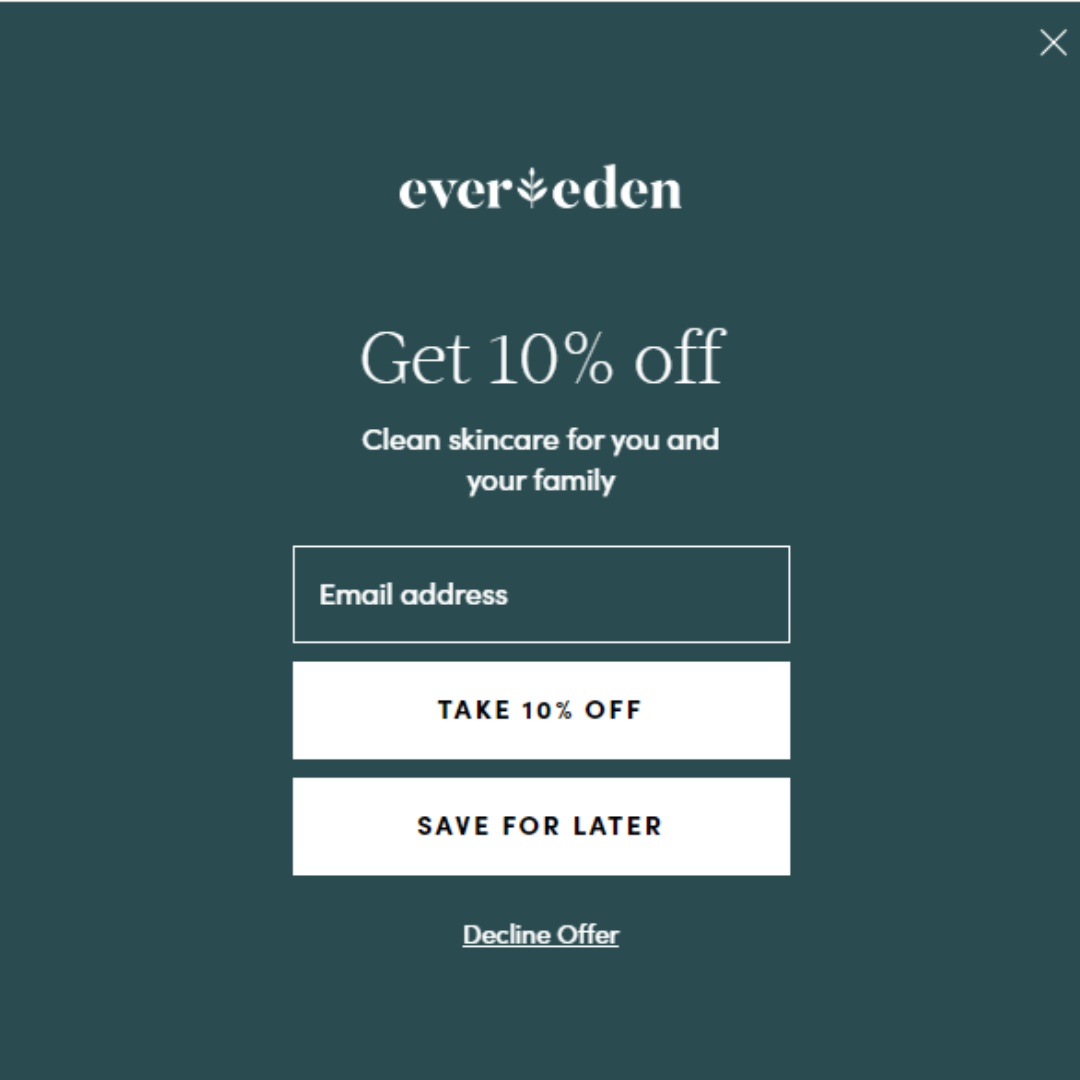 evereden
Get 10% off
Clean skincare for you and
your family
Email address
TAKE 10% OFF
SAVE FOR LATER
Decline Offer